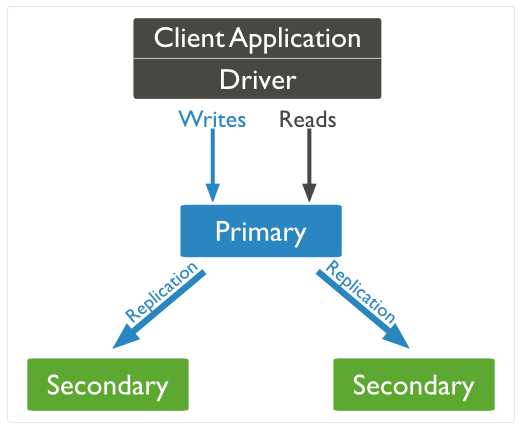 Client Application
Driver
Writes
Reads
Primary
Replication
Replication
Secondary
Secondary